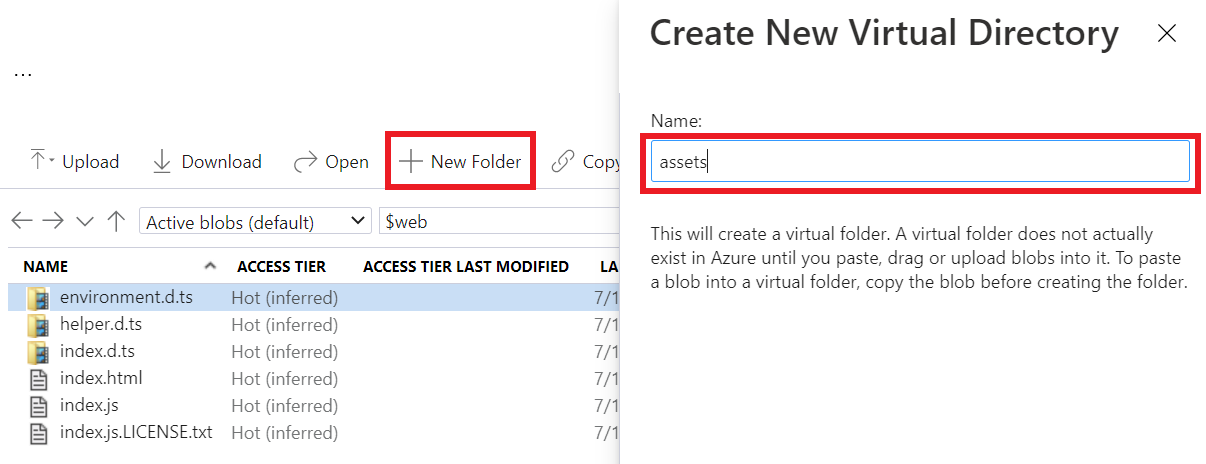 ...
Upload Download Open New Folder Copy
Active blobs (default) $web
NAME ACCESS TIER ACCESS TIER LAST MODIFIED LA
environment.d.ts Hot (inferred) 7/1
helper.d.ts Hot (inferred) 7/1
index.d.ts Hot (inferred) 7/1
index.html Hot (inferred) 7/1
index.js Hot (inferred) 7/1
index.js.LICENSE.txt Hot (inferred) 7/1
Create New Virtual Directory
Name:
assets
This will create a virtual folder. A virtual folder does not actually
exist in Azure until you paste, drag or upload blobs into it. To paste
a blob into a virtual folder, copy the blob before creating the folder.